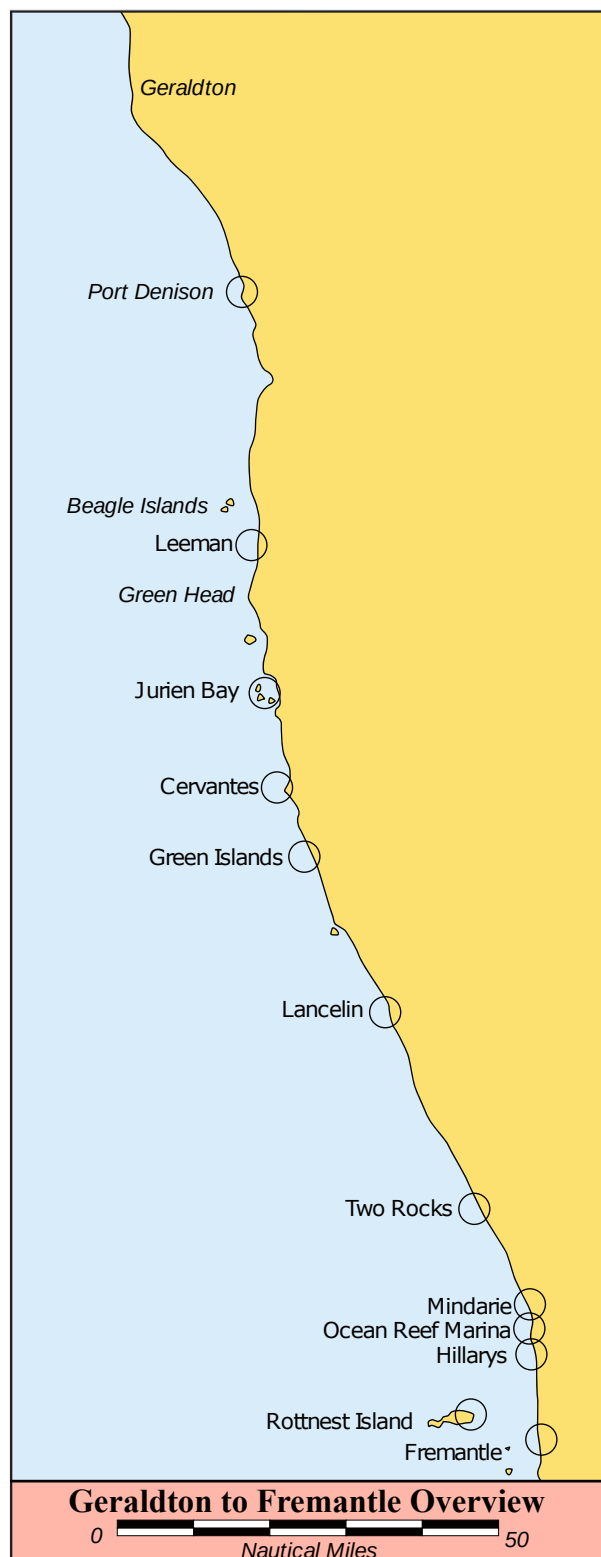 Geraldton
Port Denison
Beagle Islands
Leeman
Green Head
Jurien Bay
Cervantes
Green Islands
Lancelin
Two Rocks
Mindarie
Ocean Reef Marina
Hillarys
Rottnest Island
Fremantle
Geraldton to Fremantle Overview
0 50
Nautical Miles